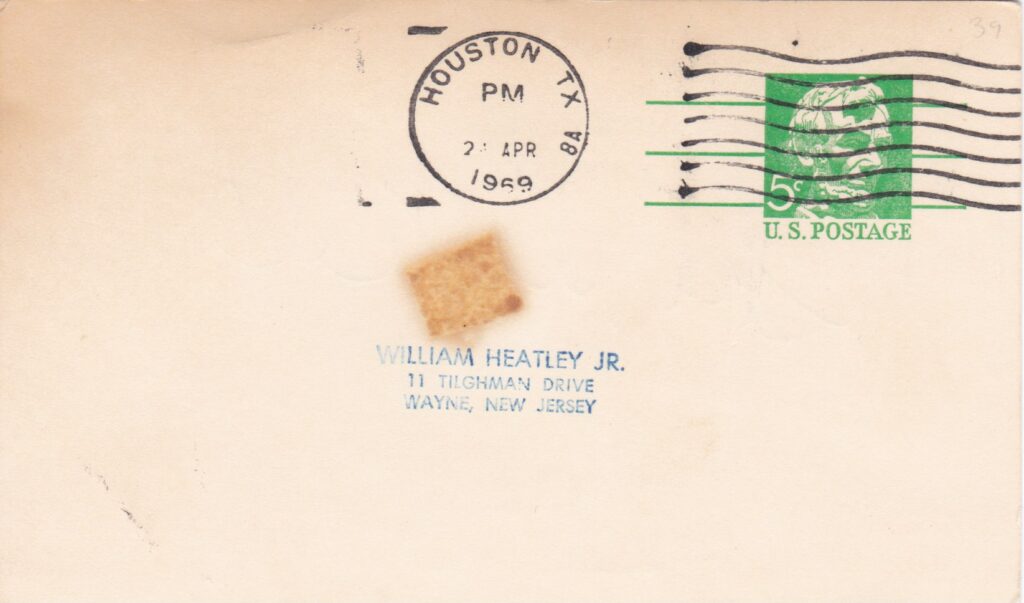 HOUSTON TX
PM
APR
1969
8A
39
5¢
U.S. POSTAGE
WILLIAM HEATLEY JR.
11 TILGHMAN DRIVE
WAYNE, NEW JERSEY